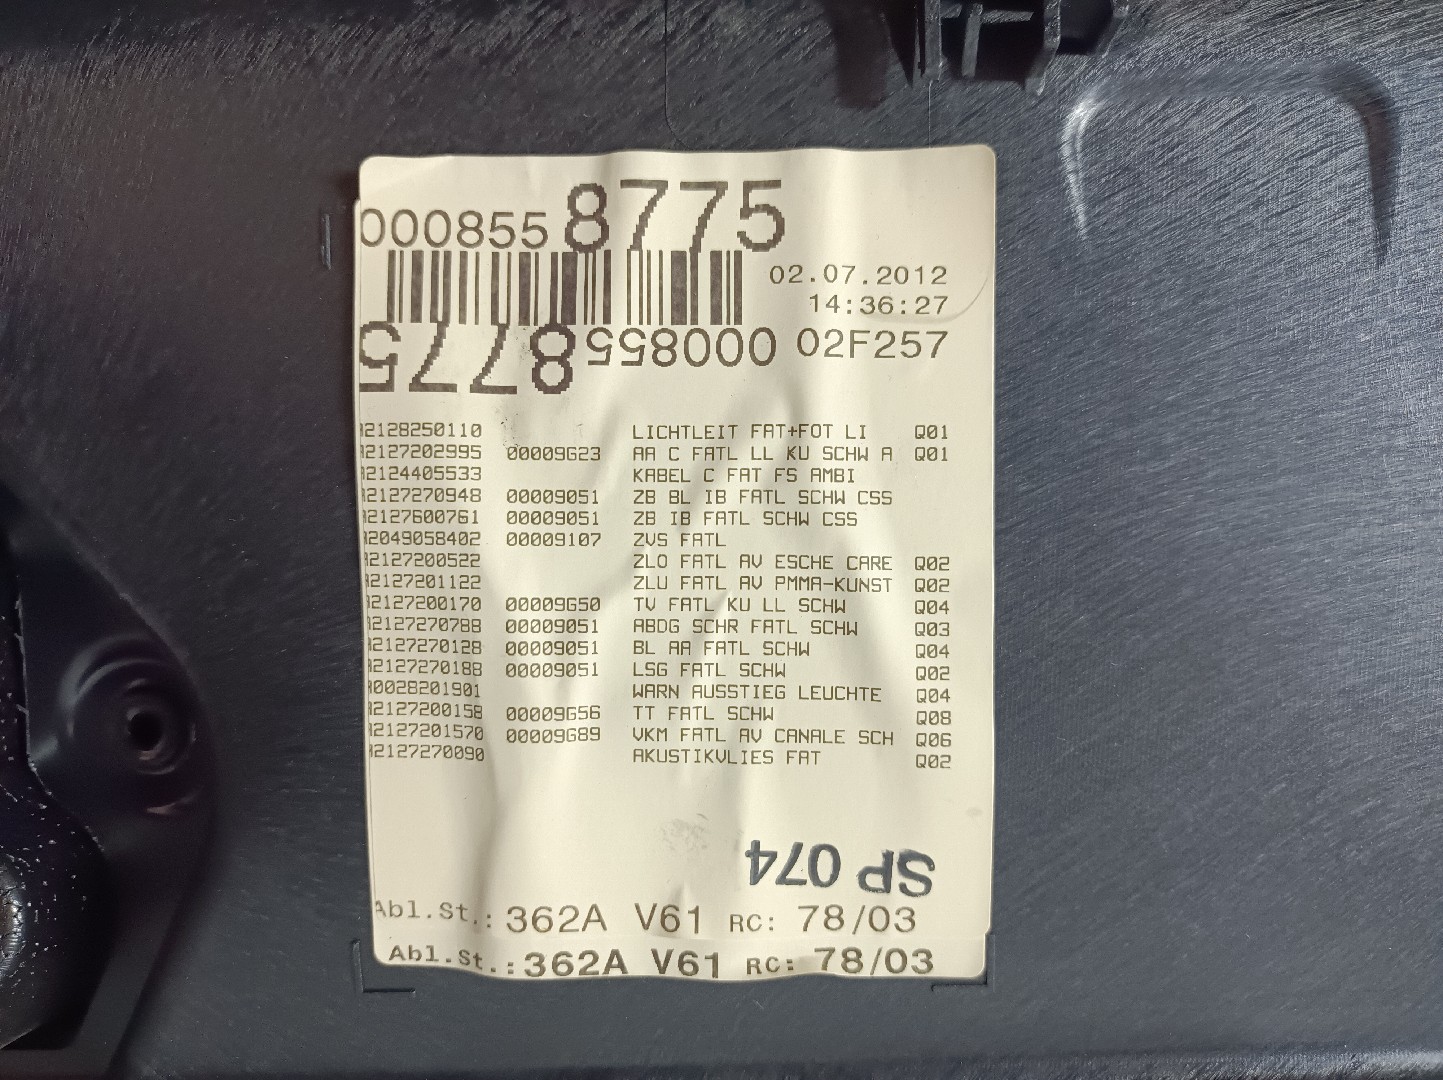 0008558775
02.07.2012
14:36:27
0008558775 02F257
A2128250110 LICHTLEIT FAT+FOT LI Q01
A2127202995 00009G23 AA C FATL LL KU SCHW A Q01
A2124405533 KABEL C FAT FS AMBI
A2127270948 00009051 ZB BL IB FATL SCHW CSS
A2127600761 00009051 ZB IB FATL SCHW CSS
A2049058402 00009107 ZVS FATL
A2127200522 ZLO FATL AV ESCHE CARE Q02
A2127201122 ZLU FATL AV PMMA-KUNST Q02
A2127200170 00009G50 TV FATL KU LL SCHW Q04
A2127270788 00009051 ABDG SCHR FATL SCHW Q03
A2127270128 00009051 BL AA FATL SCHW Q04
A2127270188 00009051 LSG FATL SCHW Q02
A0028201901 WARN AUSSTIEG LEUCHTE Q04
A2127200158 00009G56 TT FATL SCHW Q08
A2127201570 00009G89 VKM FATL AV CANALE SCH Q06
A2127270090 AKUSTIKVLIES FAT Q02
SP 074
Abl.St.: 362A V61 RC: 78/03
Abl.St.: 362A V61 RC: 78/03